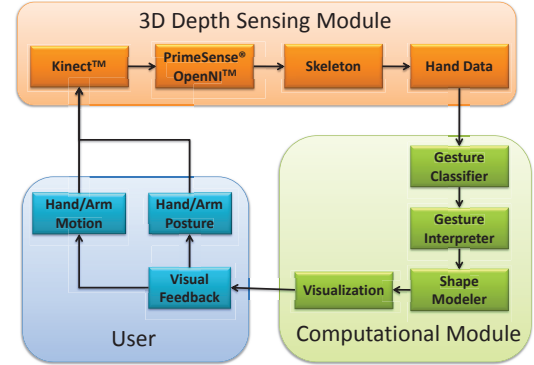 3D Depth Sensing Module
Kinect™
PrimeSense®
OpenNI™
Skeleton
Hand Data
Gesture
Classifier
Gesture
Interpreter
Shape
Modeler
Visualization
Computational Module
Hand/Arm
Motion
Hand/Arm
Posture
Visual
Feedback
User